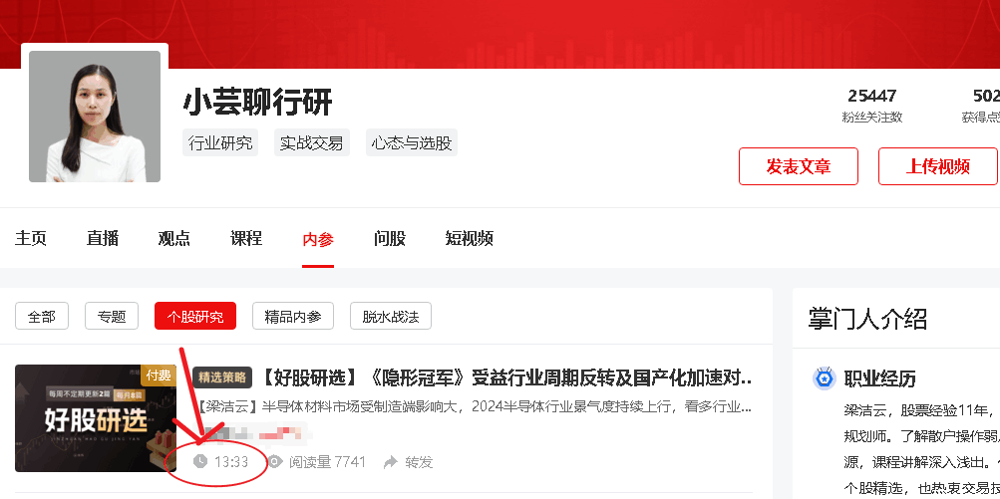 小芸聊行研
行业研究 实战交易 心态与选股
25447
粉丝关注数
502
获得点赞
发表文章 上传视频
主页 直播 观点 课程 内参 问股 短视频
全部 专题 个股研究 精品内参 脱水战法
付费
每周不定期更新2篇 每月8篇
好股研选
精选策略 【好股研选】《隐形冠军》受益行业周期反转及国产化加速对...
【梁洁云】半导体材料市场受制造端影响大，2024半导体行业景气度持续上行，看多行业...
13:33 阅读量 7741 转发
掌门人介绍
职业经历
梁洁云，股票经验11年，
规划师。了解散户操作弱
源，课程讲解深入浅出。
个股精选，也热衷交易技